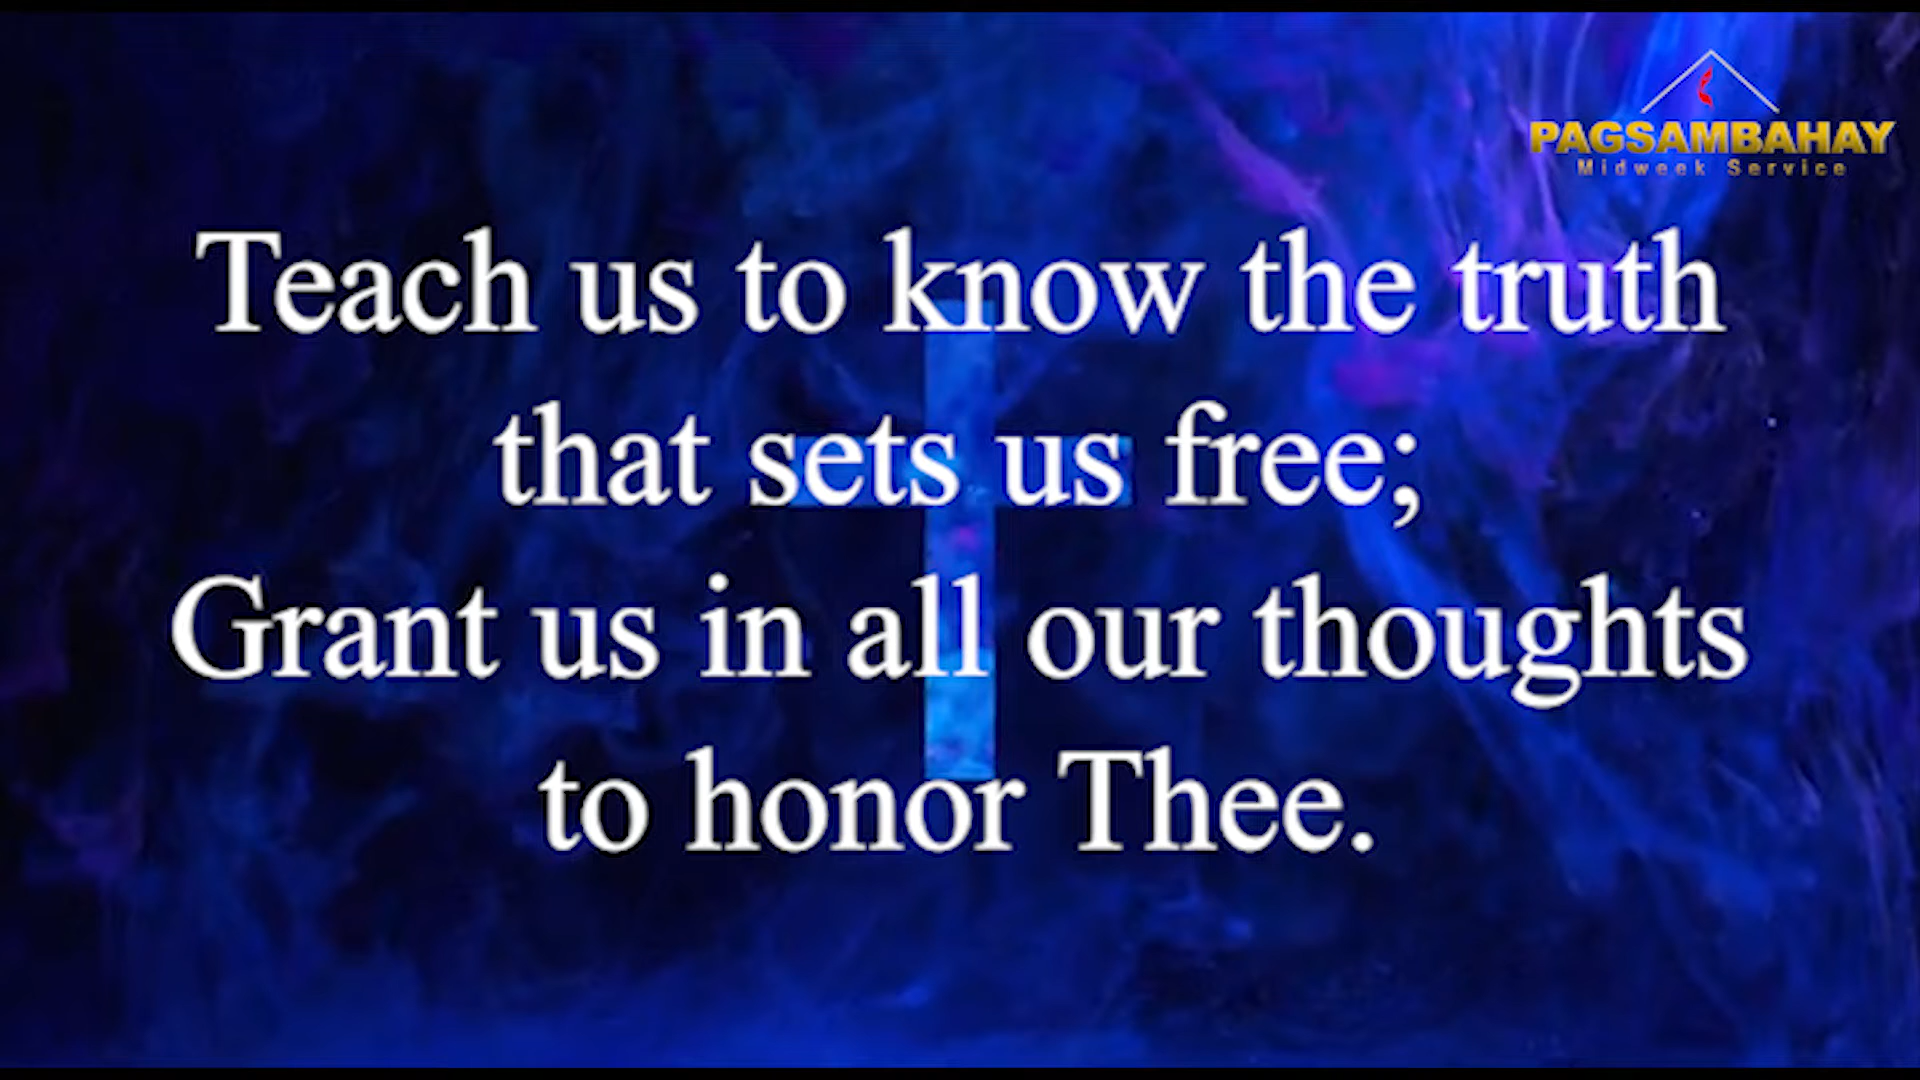 PAGSAMBAHAY
Midweek Service
Teach us to know the truth
that sets us free;
Grant us in all our thoughts
to honor Thee.